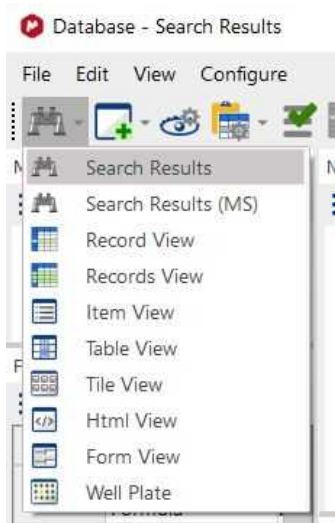 Database - Search Results
File Edit View Configure
Search Results
Search Results (MS)
Record View
Records View
Item View
Table View
Tile View
Html View
Form View
Well Plate